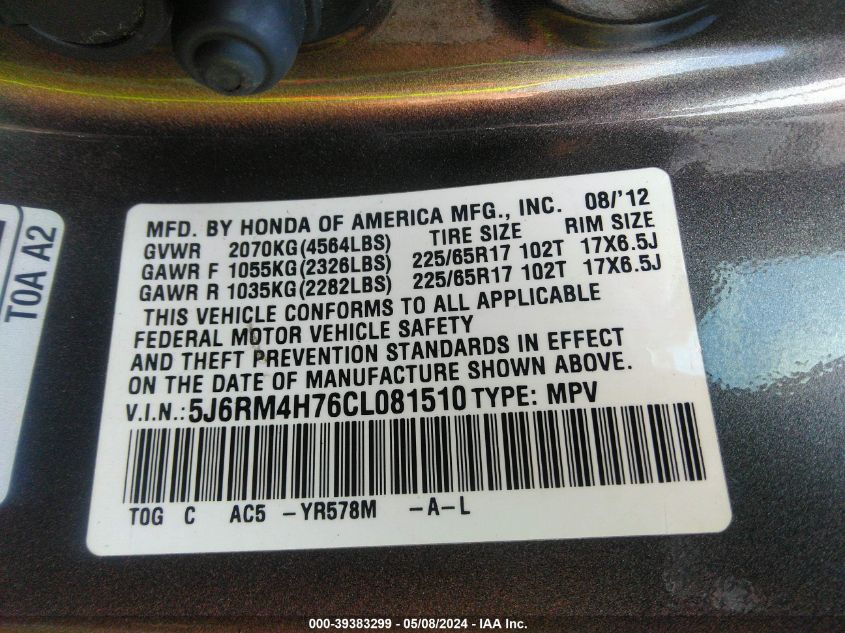 MFD. BY HONDA OF AMERICA MFG., INC. 08/'12
GVWR 2070KG(4564LBS) TIRE SIZE RIM SIZE
GAWR F 1055KG(2326LBS) 225/65R17 102T 17X6.5J
GAWR R 1035KG(2282LBS) 225/65R17 102T 17X6.5J
THIS VEHICLE CONFORMS TO ALL APPLICABLE
FEDERAL MOTOR VEHICLE SAFETY
AND THEFT PREVENTION STANDARDS IN EFFECT
ON THE DATE OF MANUFACTURE SHOWN ABOVE.
V.I.N.: 5J6RM4H76CL081510 TYPE: MPV
TOG C AC5 -YR578M -A-L
TOA A2
000-39383299 - 05/08/2024 - IAA Inc.